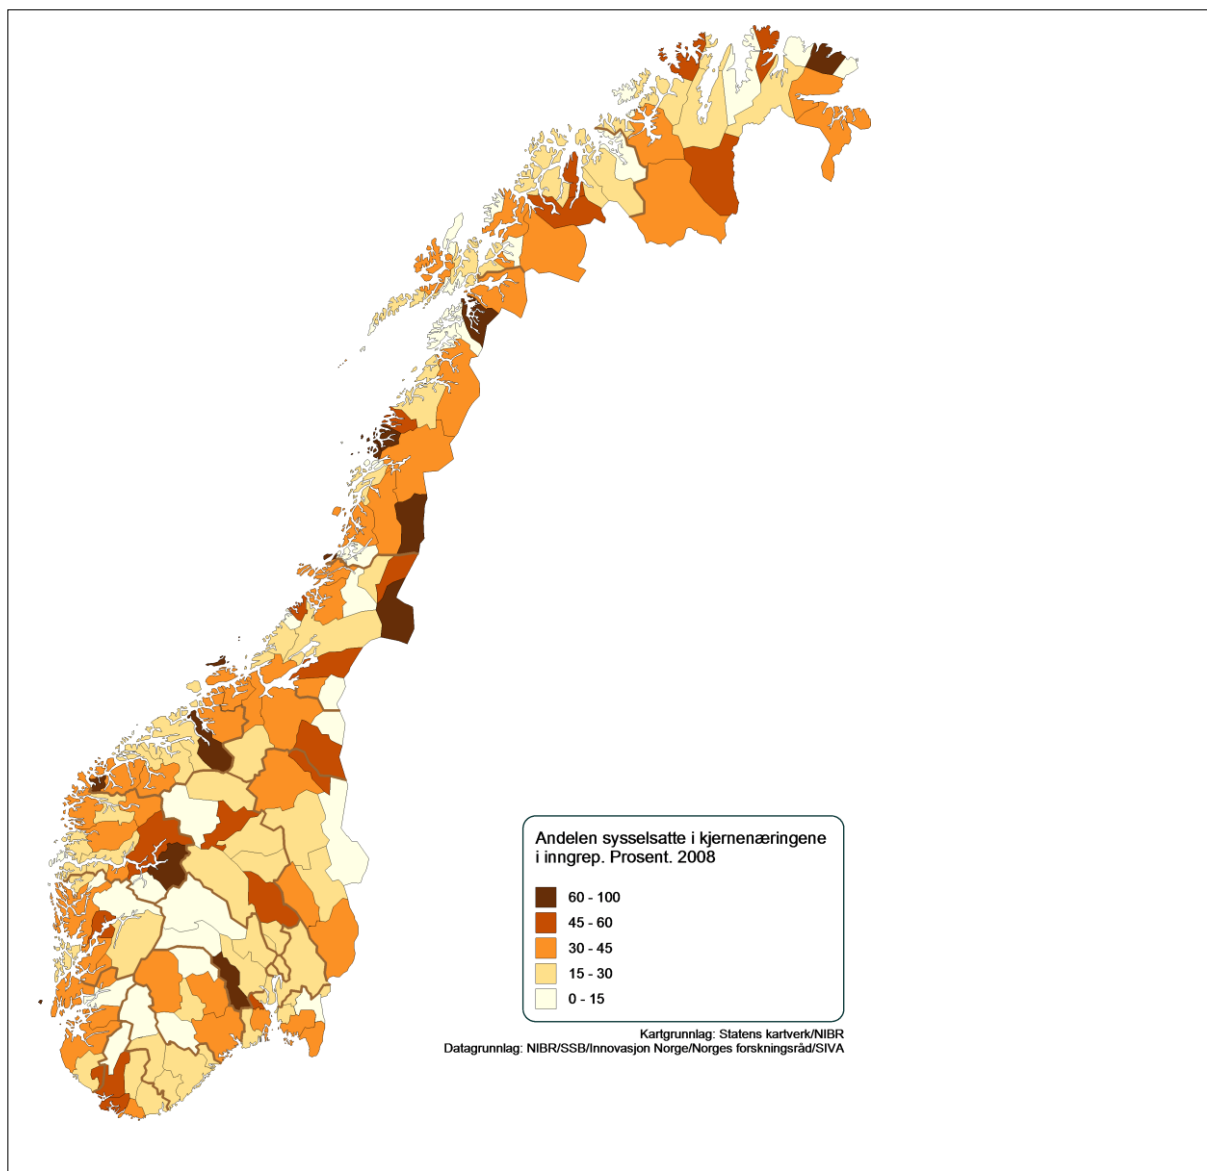 Andelen sysselsatte i kjernenæringene
i inngrep. Prosent. 2008
60 - 100
45 - 60
30 - 45
15 - 30
0 - 15
Kartgrunnlag: Statens kartverk/NIBR
Datagrunnlag: NIBR/SSB/Innovasjon Norge/Norges forskningsråd/SIVA